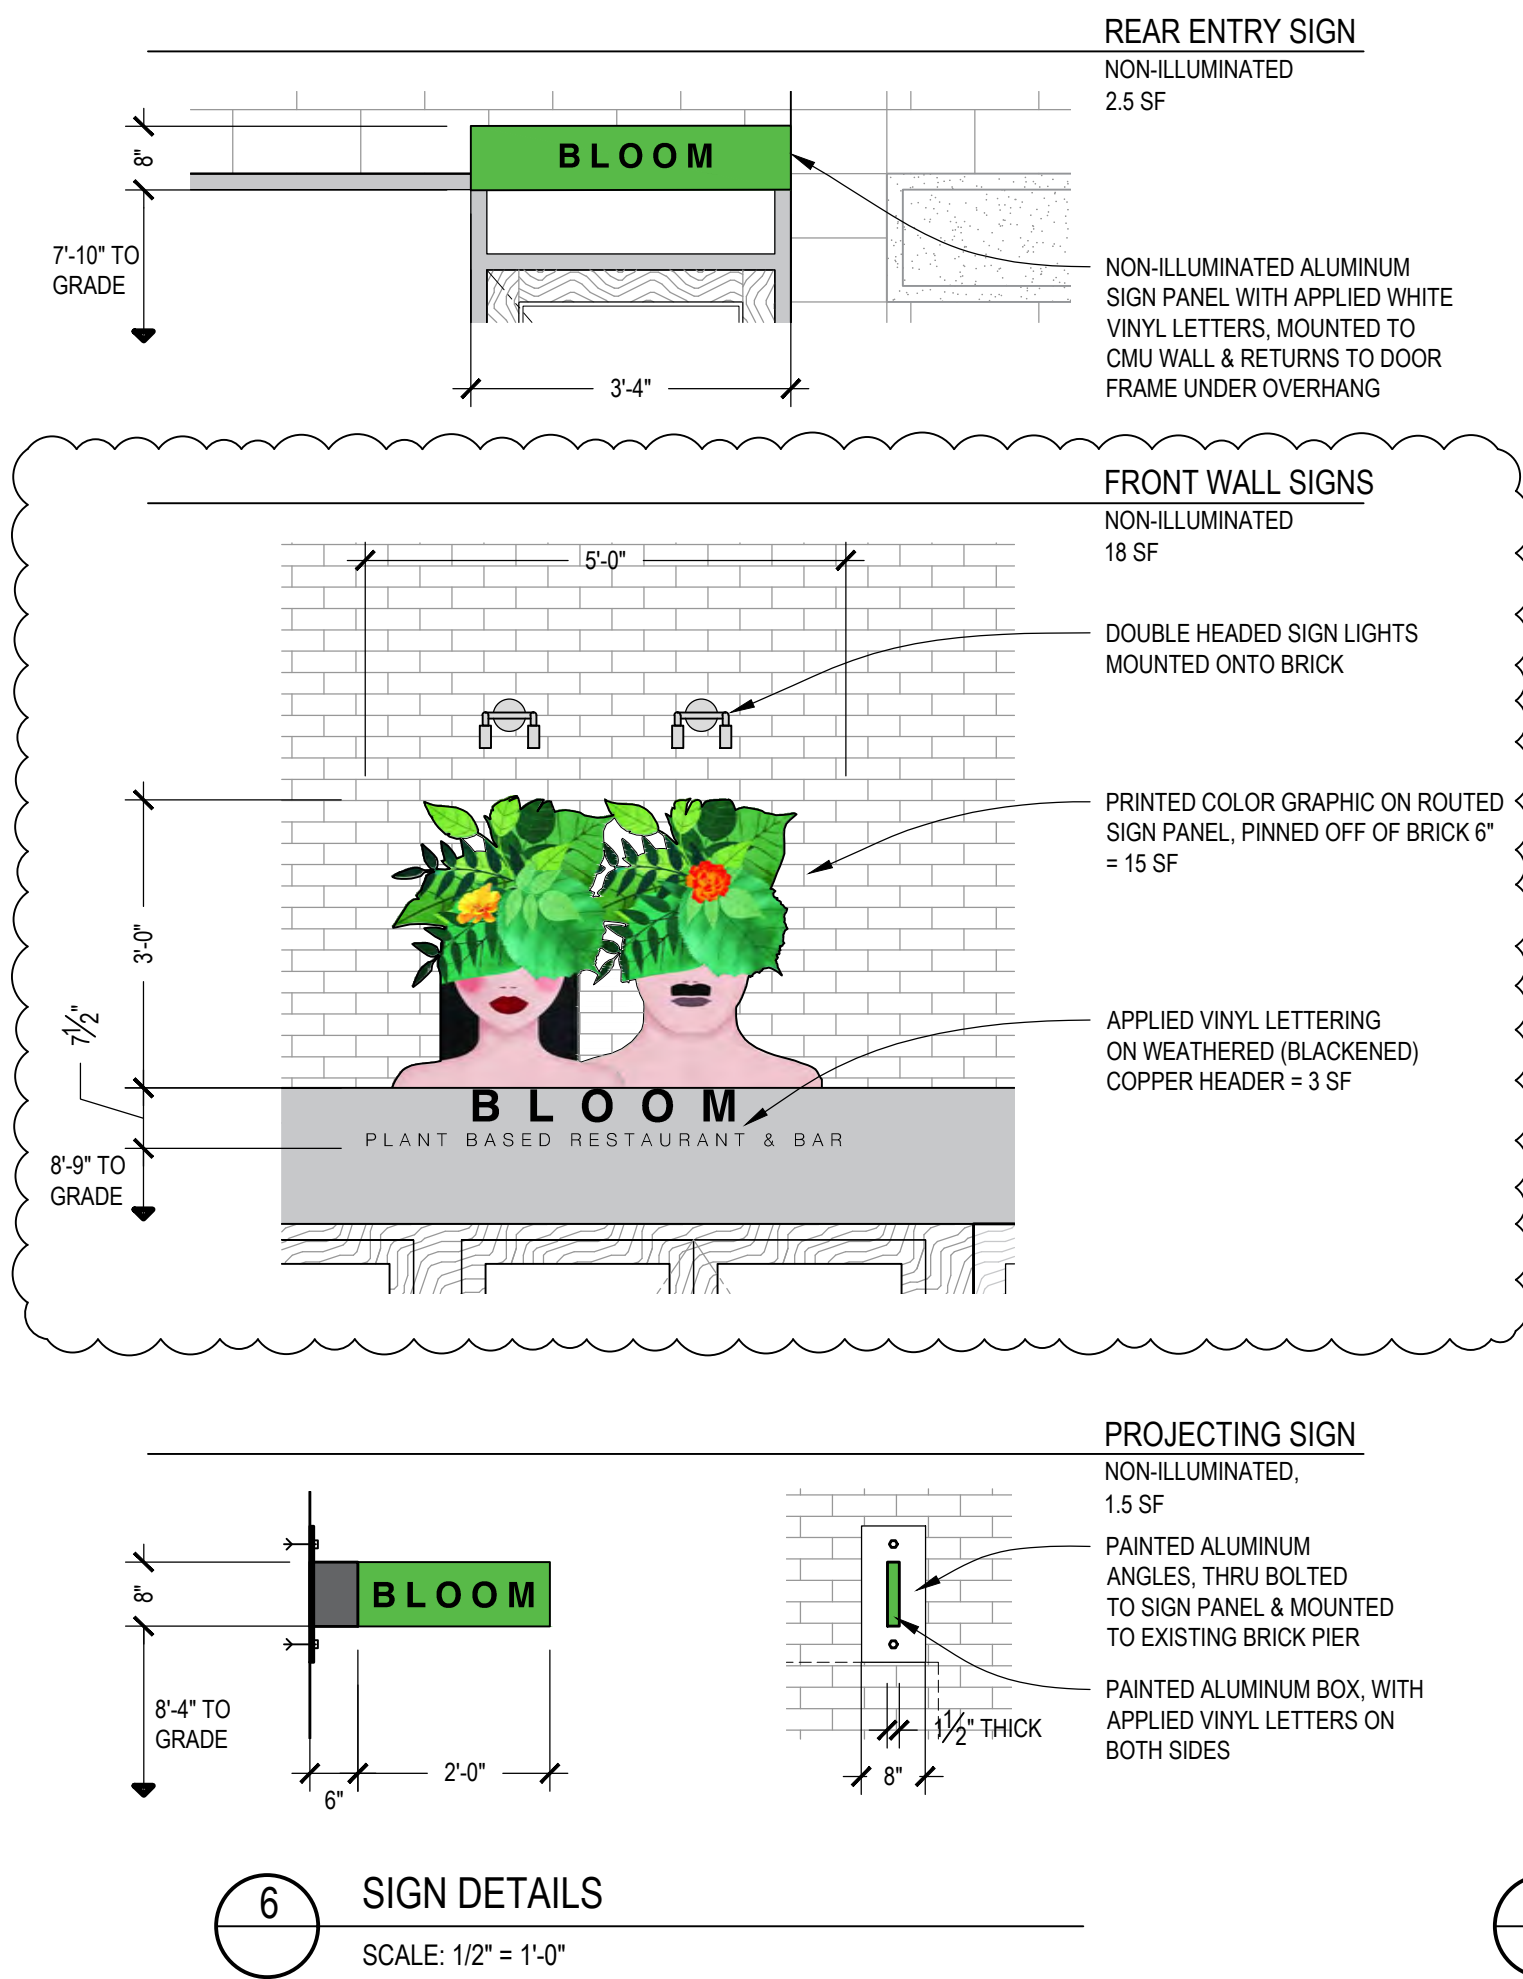 REAR ENTRY SIGN
NON-ILLUMINATED
2.5 SF
8"
BLOOM
7'-10" TO
GRADE
3'-4"
NON-ILLUMINATED ALUMINUM
SIGN PANEL WITH APPLIED WHITE
VINYL LETTERS, MOUNTED TO
CMU WALL & RETURNS TO DOOR
FRAME UNDER OVERHANG
FRONT WALL SIGNS
NON-ILLUMINATED
18 SF
5'-0"
DOUBLE HEADED SIGN LIGHTS
MOUNTED ONTO BRICK
PRINTED COLOR GRAPHIC ON ROUTED
SIGN PANEL, PINNED OFF OF BRICK 6"
= 15 SF
3'-0"
7 1/2"
APPLIED VINYL LETTERING
ON WEATHERED (BLACKENED)
COPPER HEADER = 3 SF
BLOOM
PLANT BASED RESTAURANT & BAR
8'-9" TO
GRADE
PROJECTING SIGN
NON-ILLUMINATED,
1.5 SF
8"
BLOOM
8'-4" TO
GRADE
6"
2'-0"
PAINTED ALUMINUM
ANGLES, THRU BOLTED
TO SIGN PANEL & MOUNTED
TO EXISTING BRICK PIER
PAINTED ALUMINUM BOX, WITH
APPLIED VINYL LETTERS ON
BOTH SIDES
1 1/2" THICK
8"
6
SIGN DETAILS
SCALE: 1/2" = 1'-0"